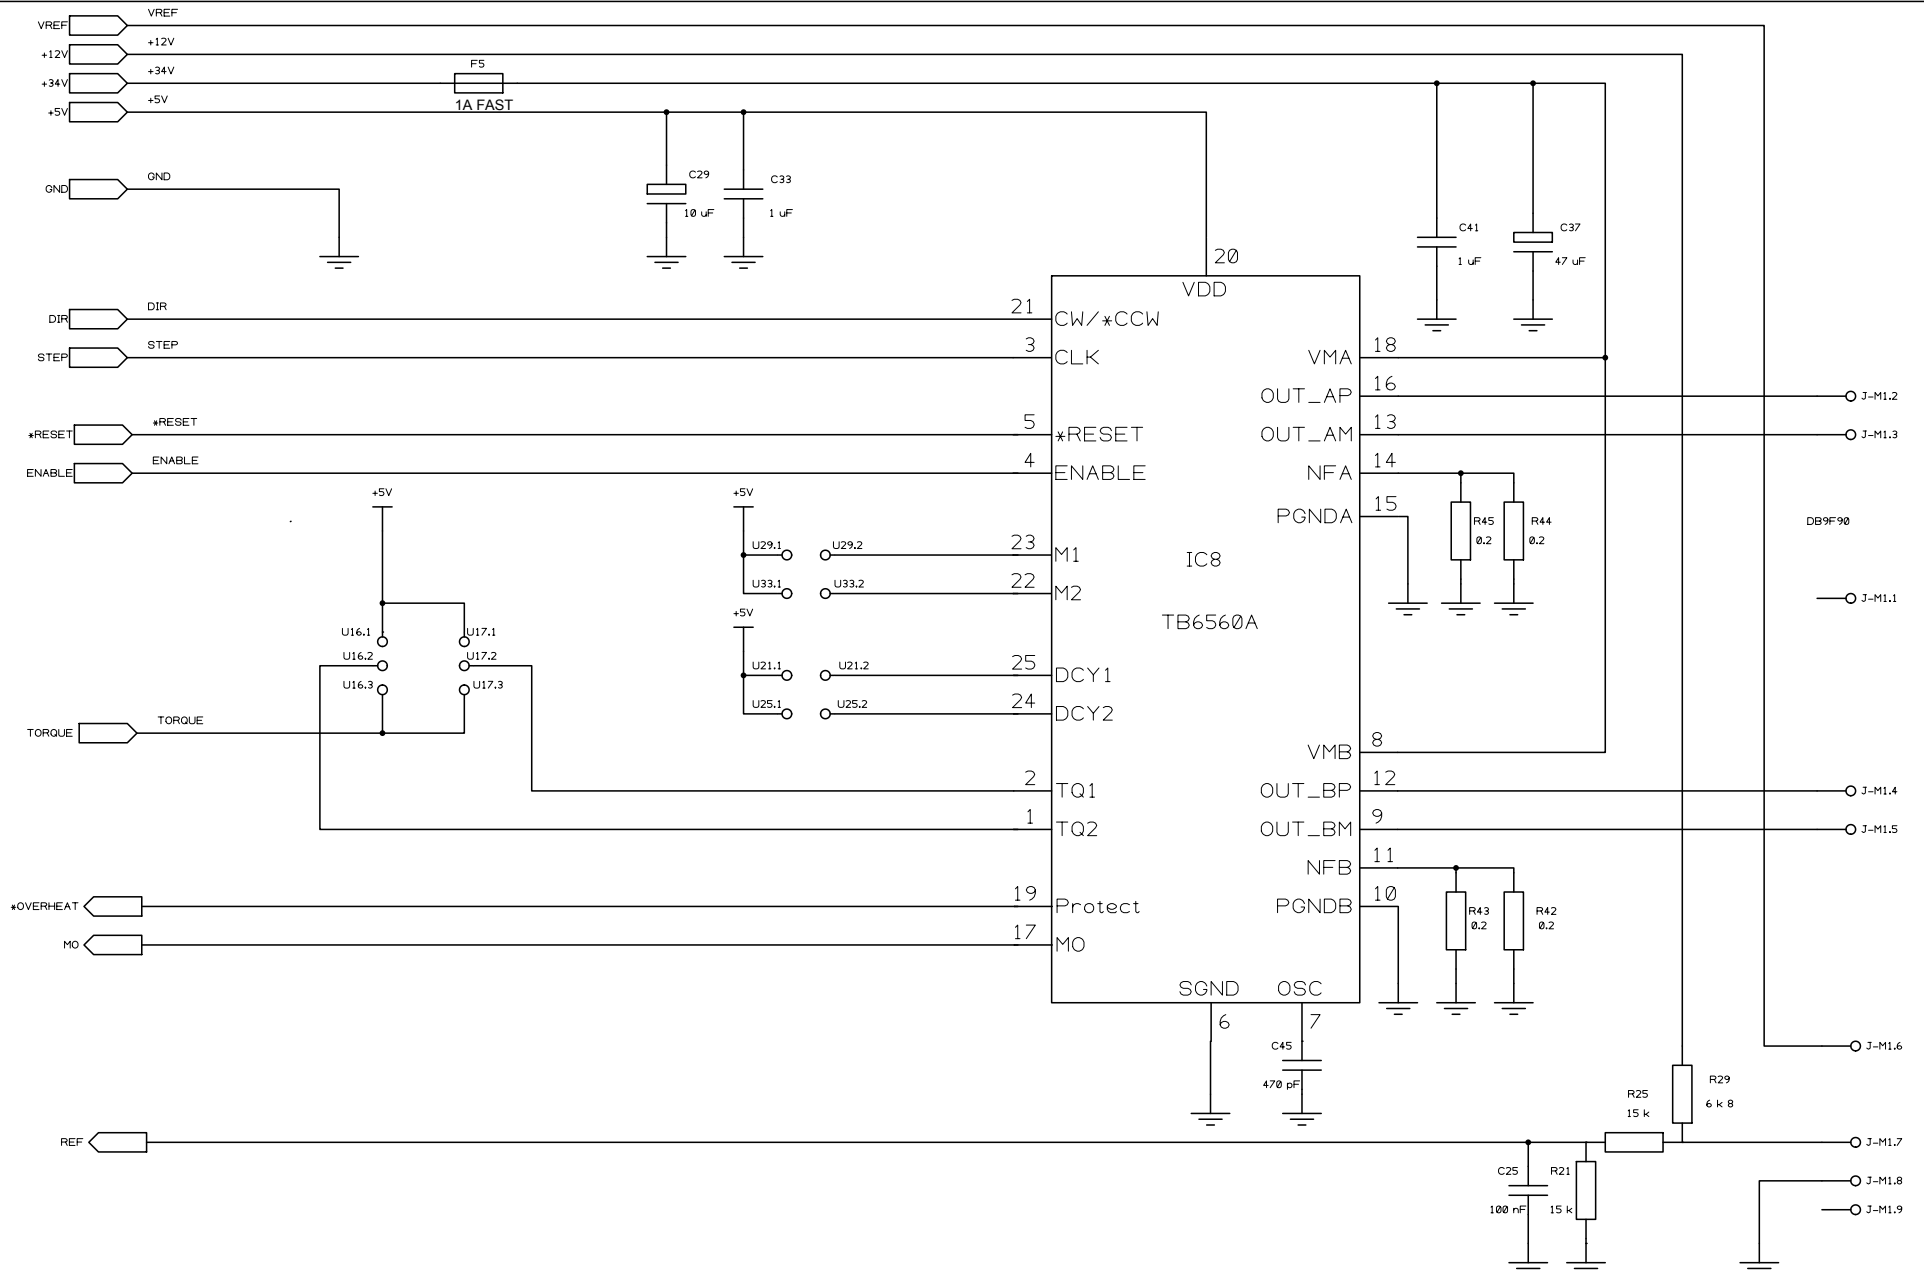 VREF VREF
+12V +12V
+34V +34V
F5
1A FAST
+5V +5V
GND GND
C29
10 uF
C33
1 uF
C41
1 uF
C37
47 uF
20
VDD
DIR DIR
21 CW/*CCW
STEP STEP
3 CLK
VMA 18
OUT_AP 16
J-M1.2
*RESET *RESET
5 *RESET
OUT_AM 13
J-M1.3
ENABLE ENABLE
4 ENABLE
NFA 14
PGNDA 15
R45
0.2
R44
0.2
DB9F90
+5V
+5V
U29.1 U29.2
23 M1
U33.1 U33.2
22 M2
IC8
TB6560A
J-M1.1
+5V
U16.1 U17.1
U16.2 U17.2
U16.3 U17.3
U21.1 U21.2
25 DCY1
U25.1 U25.2
24 DCY2
TORQUE TORQUE
VMB 8
2 TQ1
OUT_BP 12
J-M1.4
1 TQ2
OUT_BM 9
J-M1.5
NFB 11
*OVERHEAT
19 Protect
PGNDB 10
R43
0.2
R42
0.2
MO
17 MO
SGND OSC
6 7
C45
470 pF
J-M1.6
R29
6 k 8
R25
15 k
REF
J-M1.7
C25
100 nF
R21
15 k
J-M1.8
J-M1.9